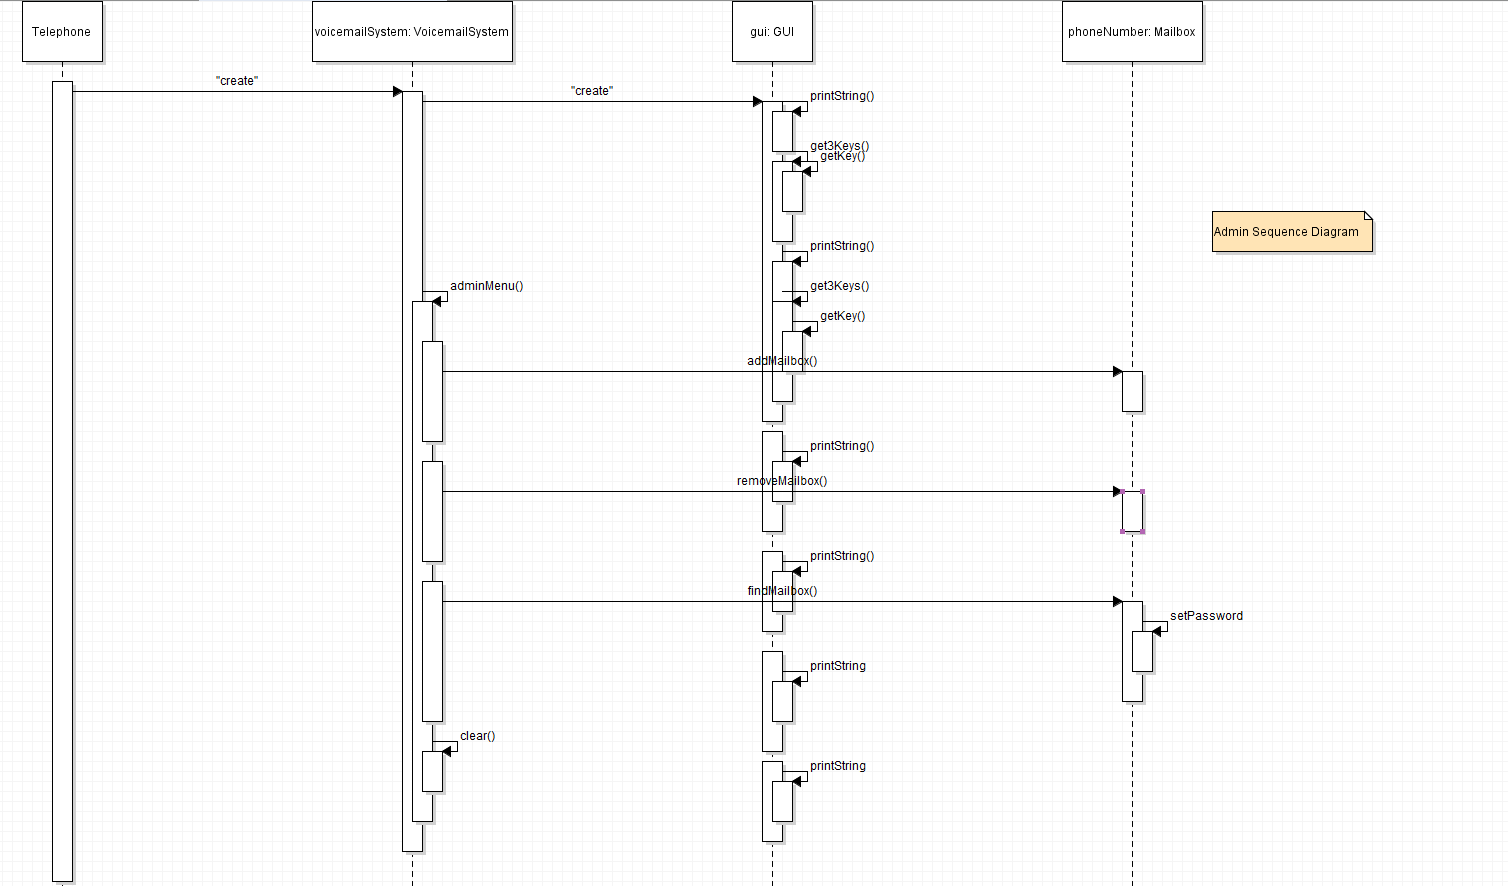 Telephone
voicemailSystem: VoicemailSystem
gui: GUI
phoneNumber: Mailbox
"create"
"create"
printString()
get3Keys()
getKey()
Admin Sequence Diagram
printString()
adminMenu()
get3Keys()
getKey()
addMailbox()
printString()
removeMailbox()
printString()
findMailbox()
setPassword
printString
clear()
printString